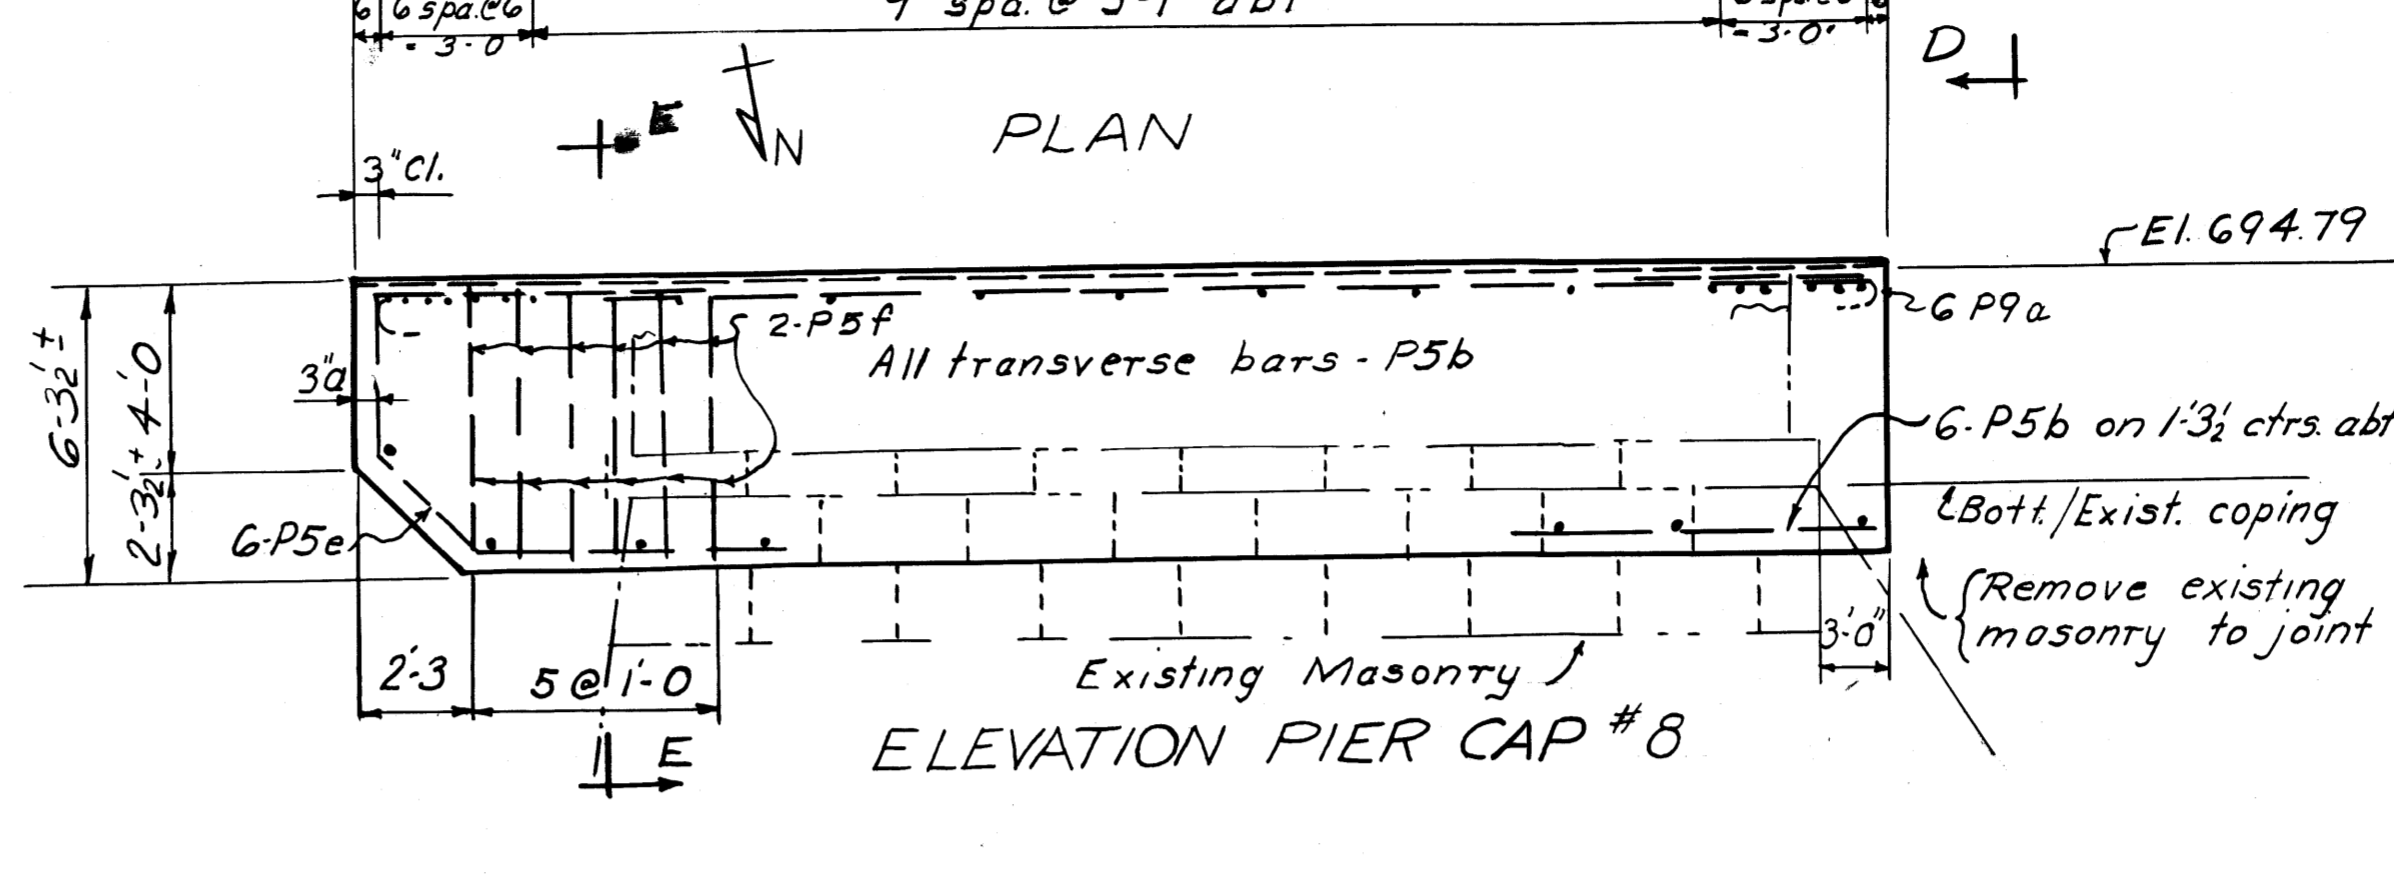 6 6 spa.@6
= 3-0
= 3-0"
D
E
N
PLAN
3" Cl.
El. 694.79
6 P9a
2-P5f
All transverse bars - P5b
3"
6'-3½ ±
4'-0
2'-3½ ±
6-P5b on 1'-3½ ctrs. abt
Bott./Exist. coping
6-P5e
Remove existing
masonry to joint
3'-0"
2'-3
5 @ 1'-0
Existing Masonry
E
ELEVATION PIER CAP #8